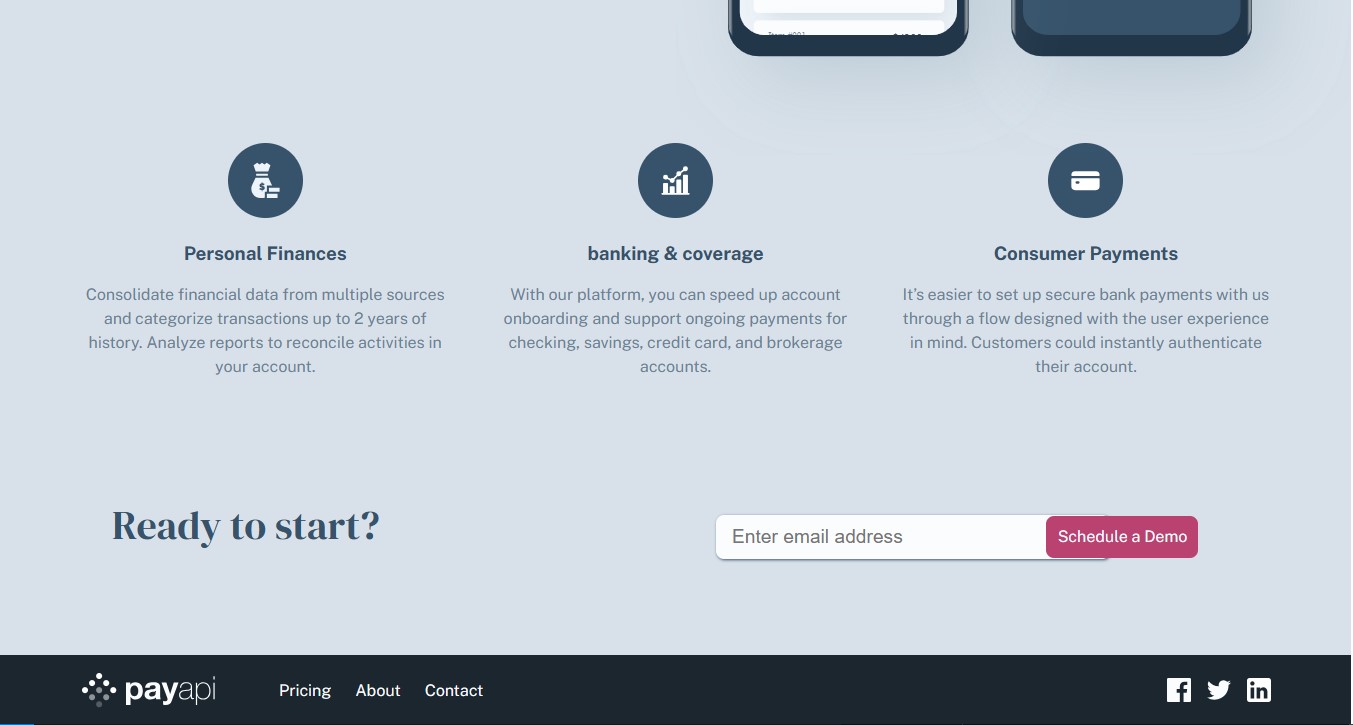 Item #001
Personal Finances
banking & coverage
Consumer Payments
Consolidate financial data from multiple sources
and categorize transactions up to 2 years of
history. Analyze reports to reconcile activities in
your account.
With our platform, you can speed up account
onboarding and support ongoing payments for
checking, savings, credit card, and brokerage
accounts.
It’s easier to set up secure bank payments with us
through a flow designed with the user experience
in mind. Customers could instantly authenticate
their account.
Ready to start?
Enter email address
Schedule a Demo
payapi
Pricing
About
Contact